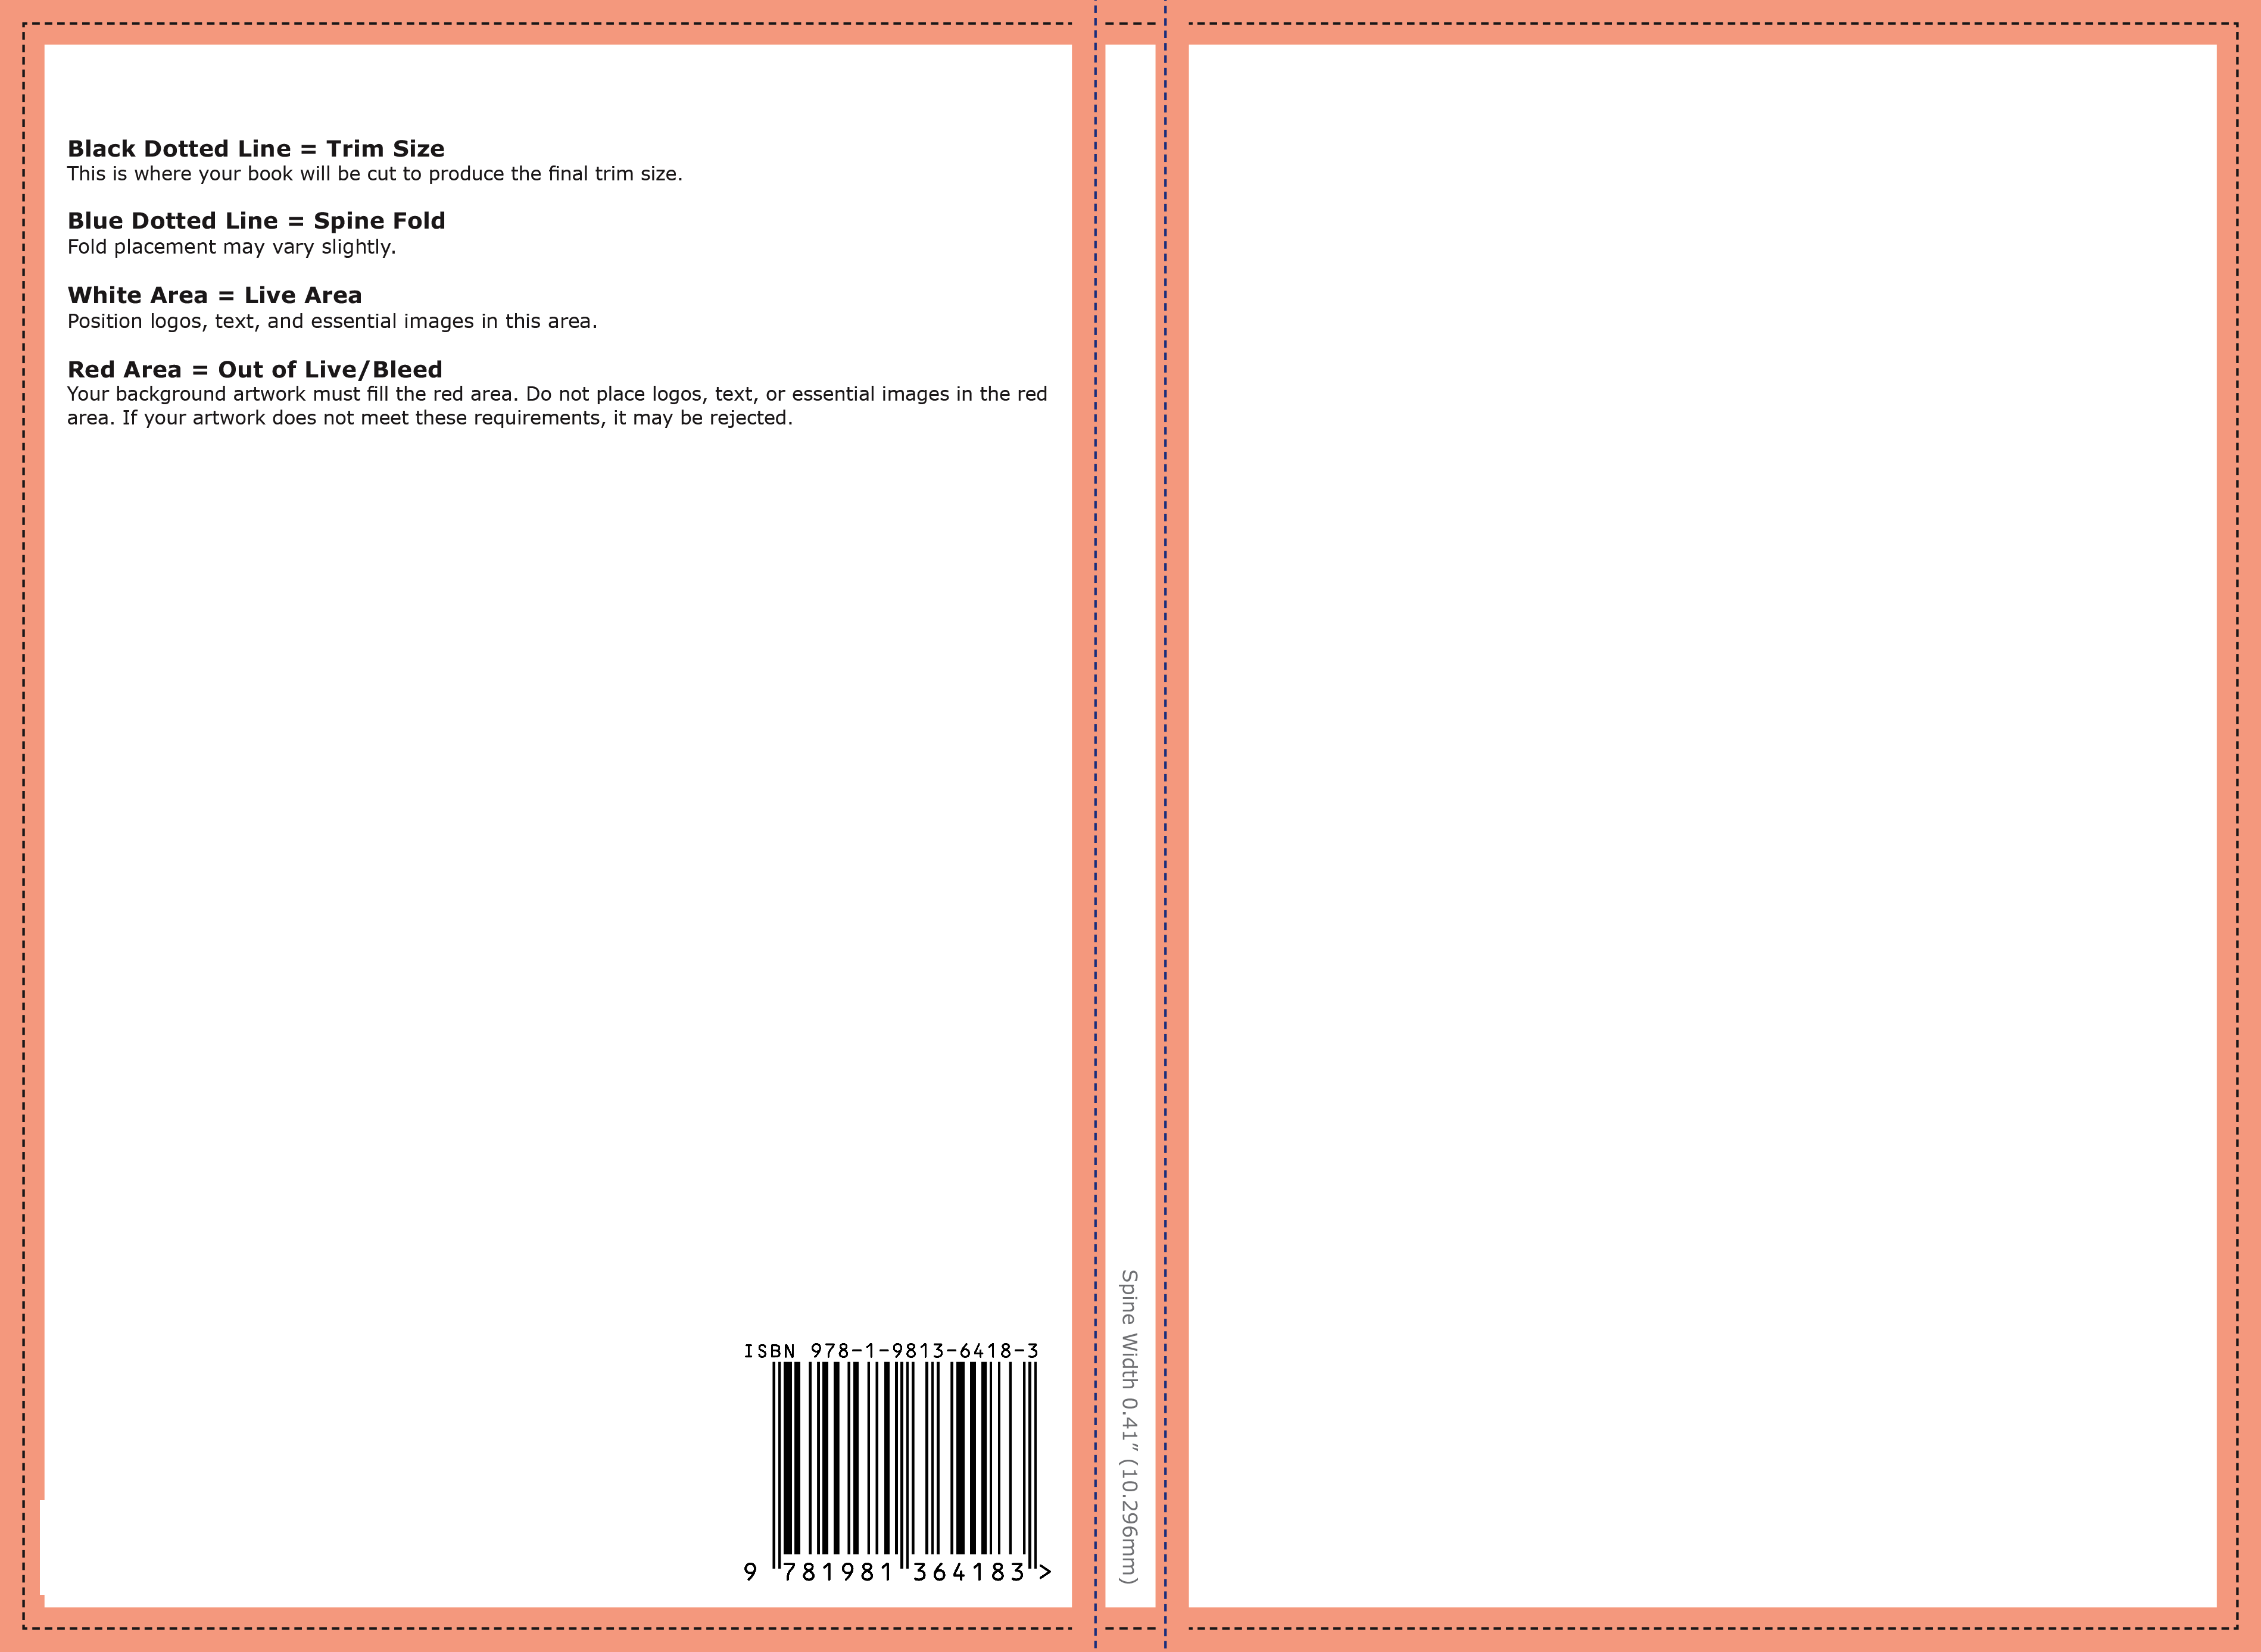 Black Dotted Line = Trim Size
This is where your book will be cut to produce the final trim size.
Blue Dotted Line = Spine Fold
Fold placement may vary slightly.
White Area = Live Area
Position logos, text, and essential images in this area.
Red Area = Out of Live/Bleed
Your background artwork must fill the red area. Do not place logos, text, or essential images in the red
area. If your artwork does not meet these requirements, it may be rejected.
ISBN 978-1-9813-6418-3
9 781981 364183 >
Spine Width 0.41” (10.296mm)